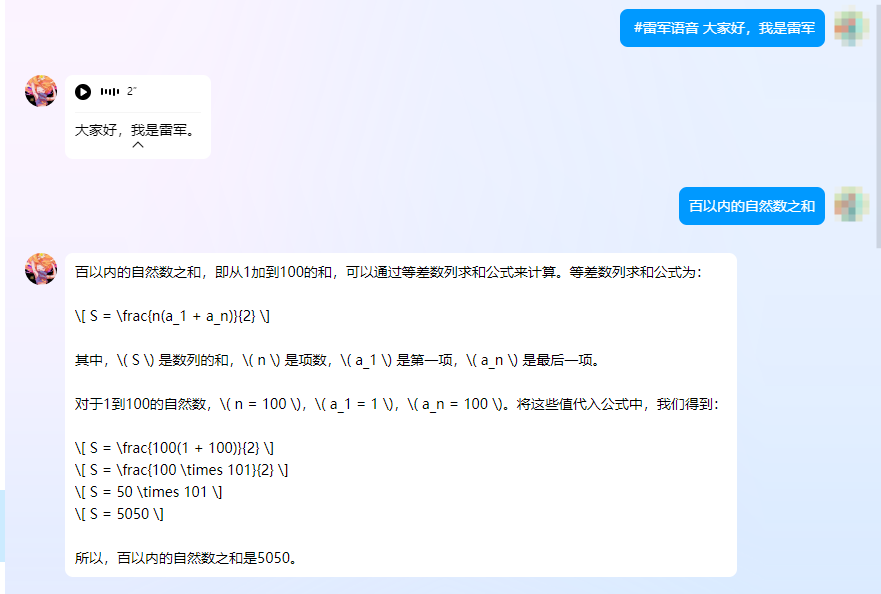 #雷军语音 大家好，我是雷军
2"
大家好，我是雷军。
百以内的自然数之和
百以内的自然数之和，即从1加到100的和，可以通过等差数列求和公式来计算。等差数列求和公式为：
\[ S = \frac{n(a_1 + a_n)}{2} \]
其中，\( S \) 是数列的和，\( n \) 是项数，\( a_1 \) 是第一项，\( a_n \) 是最后一项。
对于1到100的自然数，\( n = 100 \)，\( a_1 = 1 \)，\( a_n = 100 \)。将这些值代入公式中，我们得到：
\[ S = \frac{100(1 + 100)}{2} \]
\[ S = \frac{100 \times 101}{2} \]
\[ S = 50 \times 101 \]
\[ S = 5050 \]
所以，百以内的自然数之和是5050。